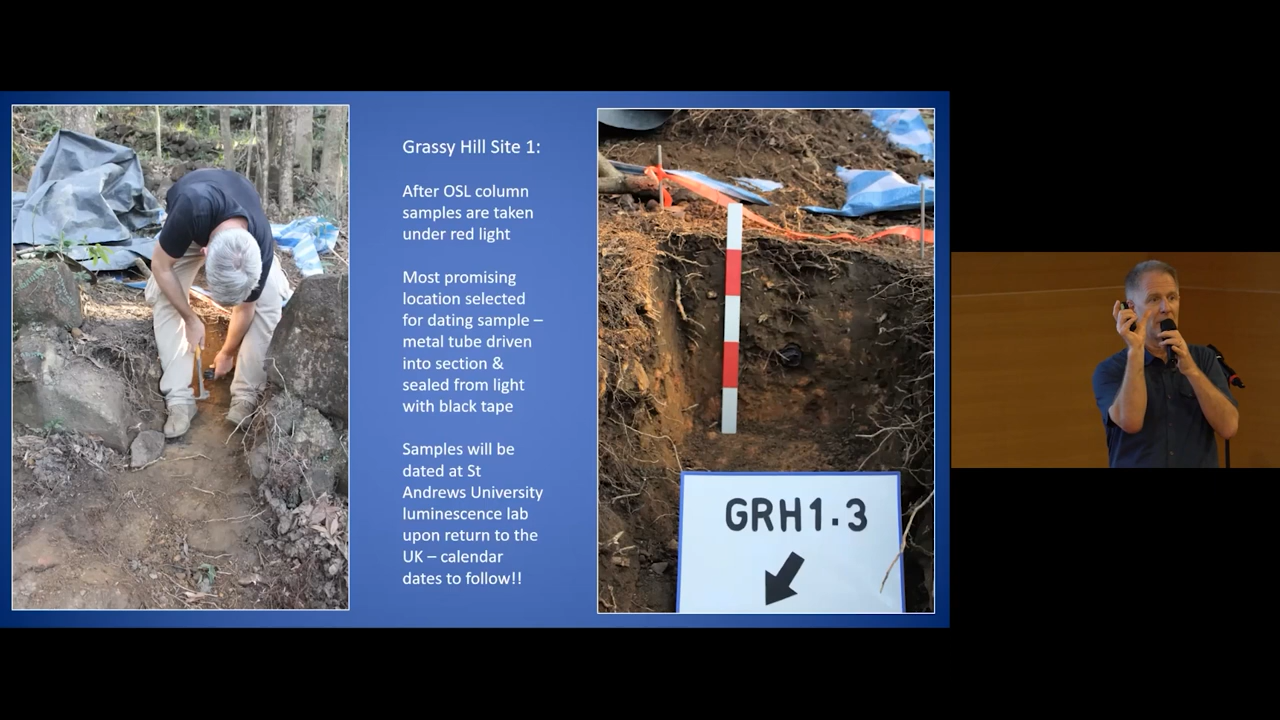 Grassy Hill Site 1:
After OSL column
samples are taken
under red light
Most promising
location selected
for dating sample –
metal tube driven
into section &
sealed from light
with black tape
Samples will be
dated at St
Andrews University
luminescence lab
upon return to the
UK – calendar
dates to follow!!
GRH1.3